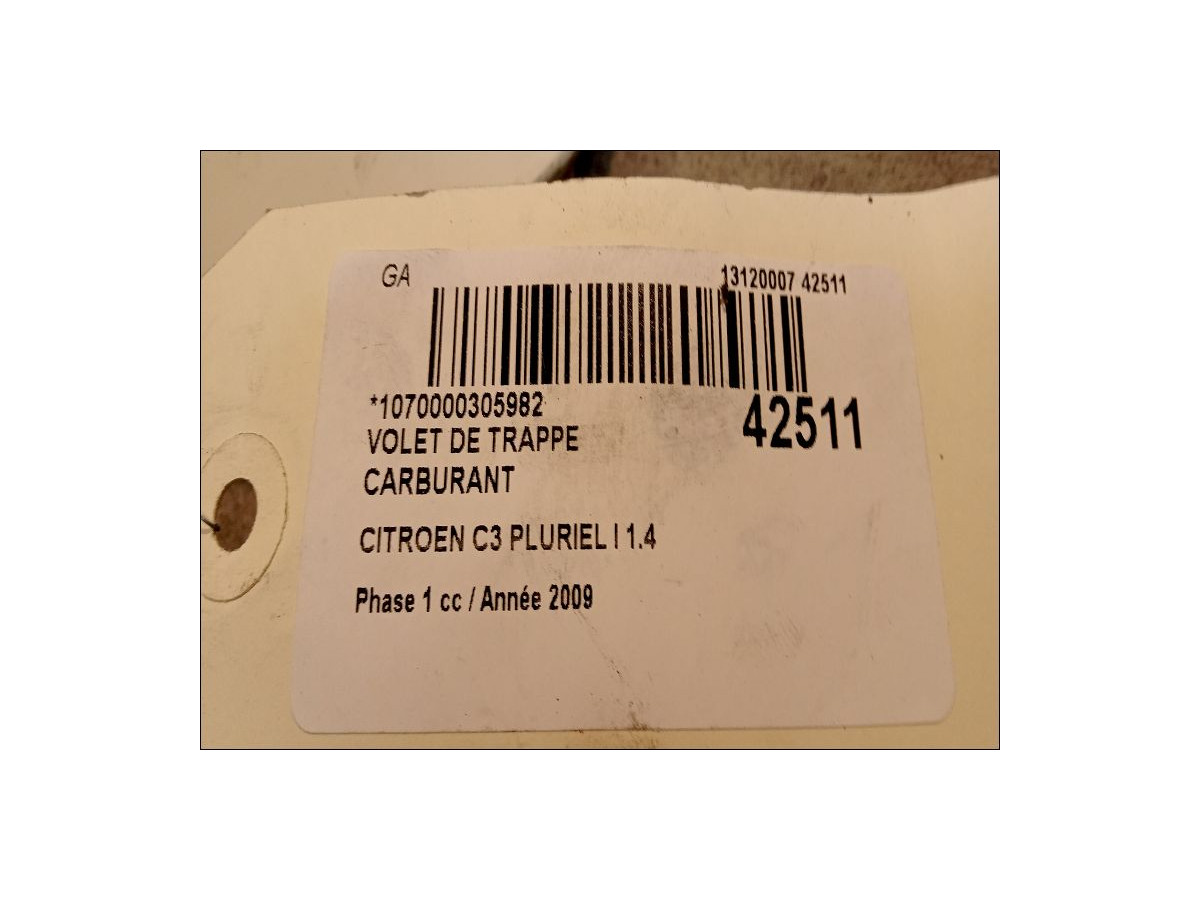 GA
13120007 42511
*1070000305982
42511
VOLET DE TRAPPE
CARBURANT
CITROEN C3 PLURIEL I 1.4
Phase 1 cc / Année 2009